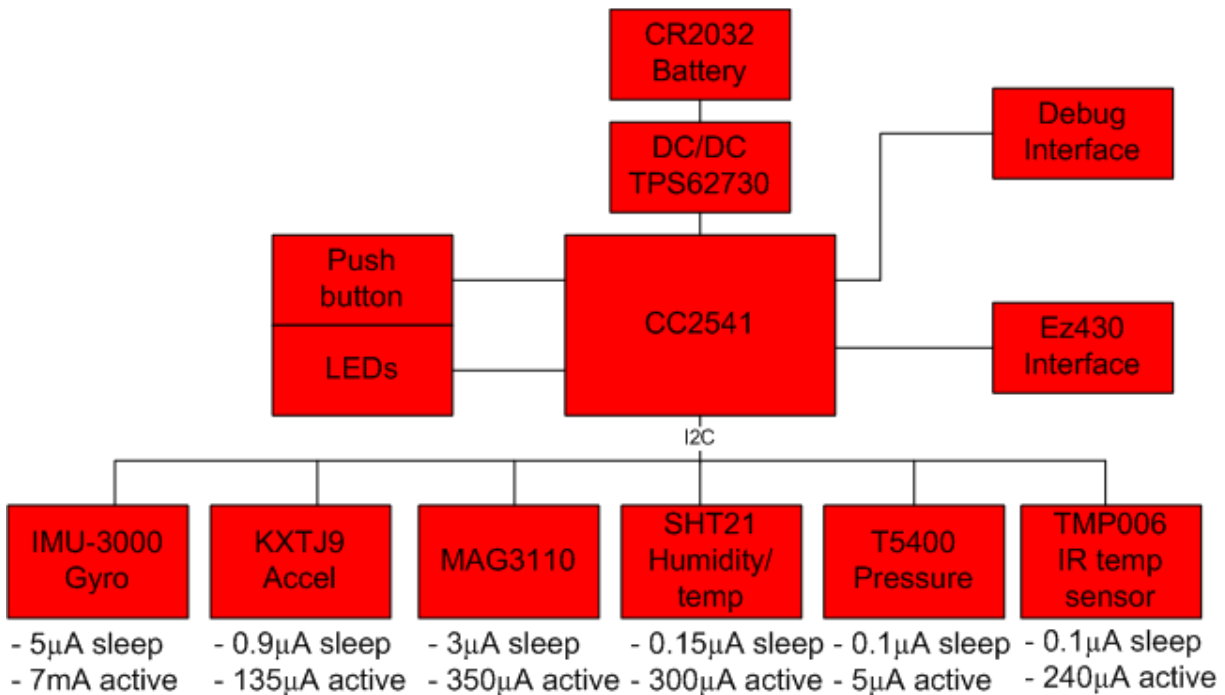 CR2032
Battery
DC/DC
TPS62730
Debug
Interface
Push
button
LEDs
CC2541
Ez430
Interface
I2C
IMU-3000
Gyro
KXTJ9
Accel
MAG3110
SHT21
Humidity/
temp
T5400
Pressure
TMP006
IR temp
sensor
- 5μA sleep
- 7mA active
- 0.9μA sleep
- 135μA active
- 3μA sleep
- 350μA active
- 0.15μA sleep
- 300μA active
- 0.1μA sleep
- 5μA active
- 0.1μA sleep
- 240μA active